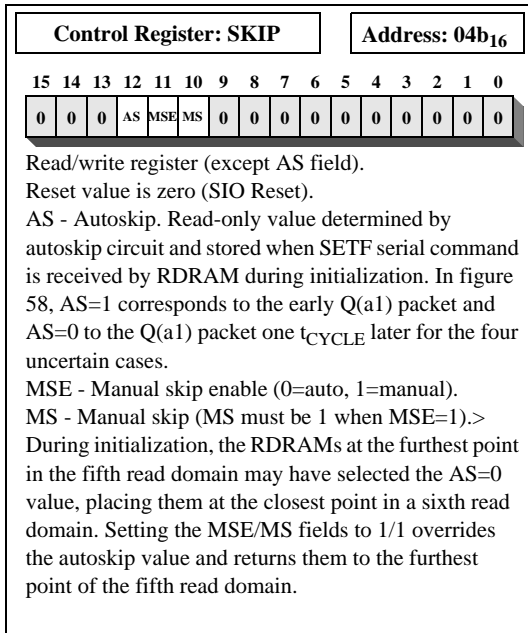 Control Register: SKIP
Address: 04b16
15 14 13 12 11 10 9 8 7 6 5 4 3 2 1 0
0 0 0 AS MSE MS 0 0 0 0 0 0 0 0 0 0
Read/write register (except AS field).
Reset value is zero (SIO Reset).
AS - Autoskip. Read-only value determined by
autoskip circuit and stored when SETF serial command
is received by RDRAM during initialization. In figure
58, AS=1 corresponds to the early Q(a1) packet and
AS=0 to the Q(a1) packet one tCYCLE later for the four
uncertain cases.
MSE - Manual skip enable (0=auto, 1=manual).
MS - Manual skip (MS must be 1 when MSE=1).>
During initialization, the RDRAMs at the furthest point
in the fifth read domain may have selected the AS=0
value, placing them at the closest point in a sixth read
domain. Setting the MSE/MS fields to 1/1 overrides
the autoskip value and returns them to the furthest
point of the fifth read domain.